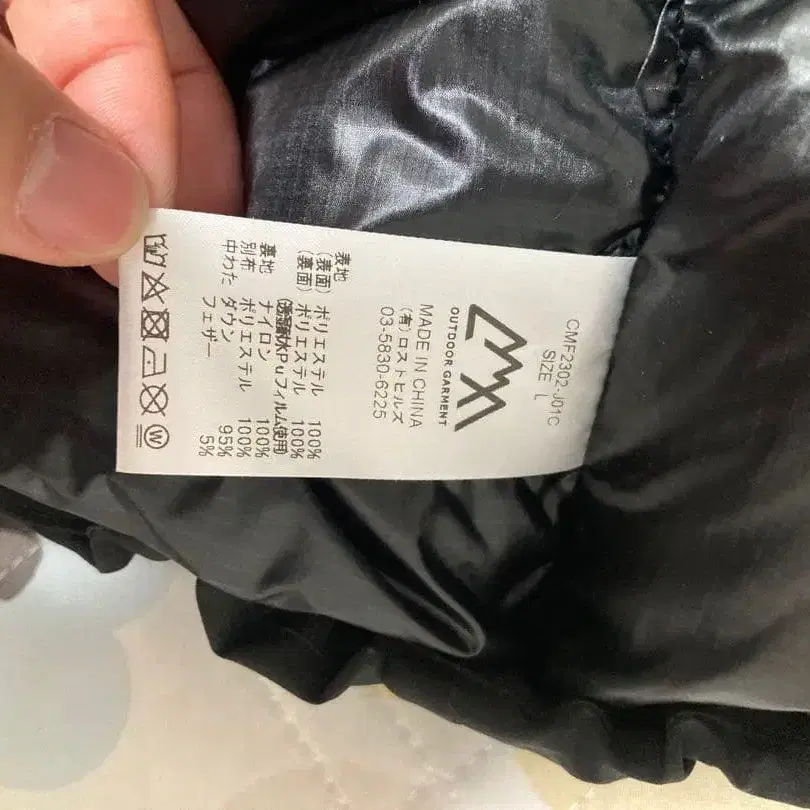 CMF2302-J01C
SIZE L
OUTDOOR GARMENT
MADE IN CHINA
(有)ロストヒルズ
03-5830-6225
表地
(表面) ポリエステル 100%
(裏面) ポリエステル 100%
(透湿防水Puフィルム使用)
裏地 ナイロン 100%
別布 ポリエステル 100%
中わた ダウン 95%
フェザー 5%
W